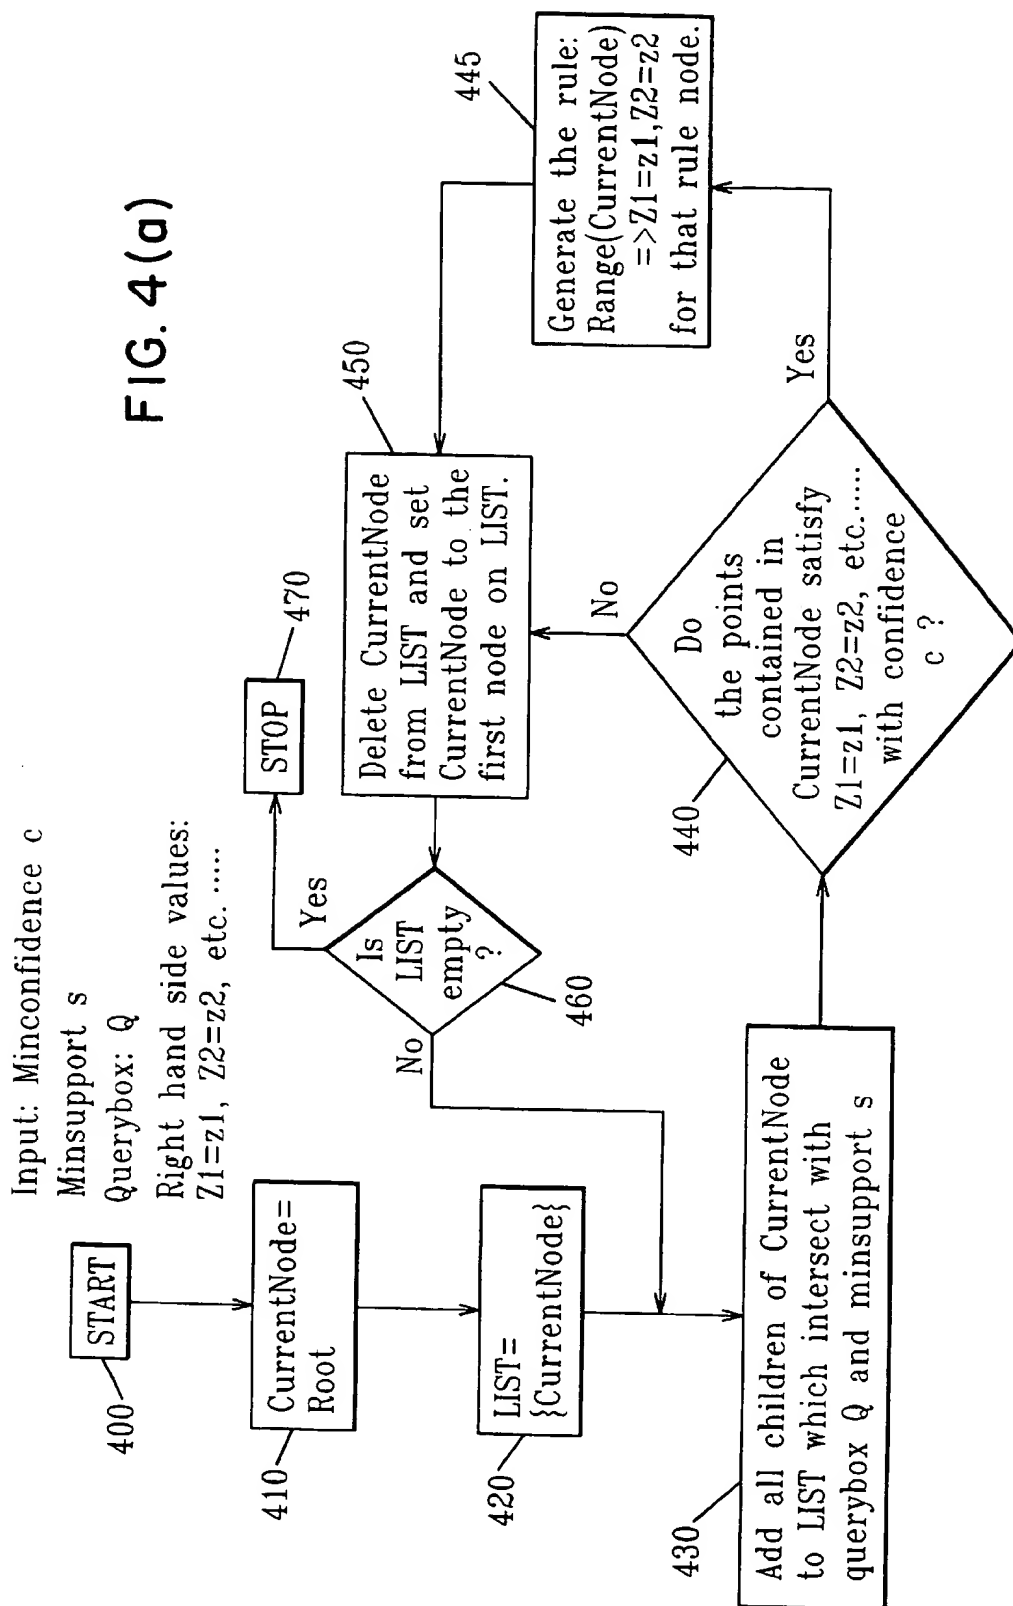 FIG. 4(a)
Input: Minconfidence c
Minsupport s
Querybox: Q
Right hand side values:
Z1=z1, Z2=z2, etc. .....
START
400
CurrentNode=
Root
410
LIST=
{CurrentNode}
420
Add all children of CurrentNode
to LIST which intersect with
querybox Q and minsupport s
430
Do
the points
contained in
CurrentNode satisfy
Z1=z1, Z2=z2, etc......
with confidence
c ?
440
Yes
No
Generate the rule:
Range(CurrentNode)
=>Z1=z1,Z2=z2
for that rule node.
445
Delete CurrentNode
from LIST and set
CurrentNode to the
first node on LIST.
450
Is
LIST
empty
?
460
Yes
No
STOP
470